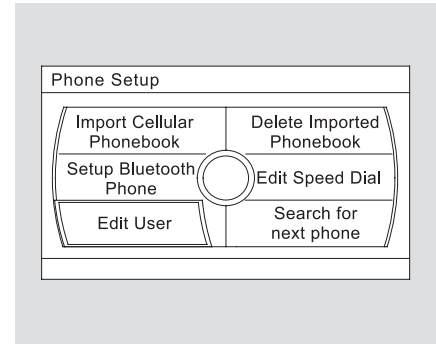 Phone Setup
Import Cellular
Phonebook
Delete Imported
Phonebook
Setup Bluetooth
Phone
Edit Speed Dial
Edit User
Search for
next phone